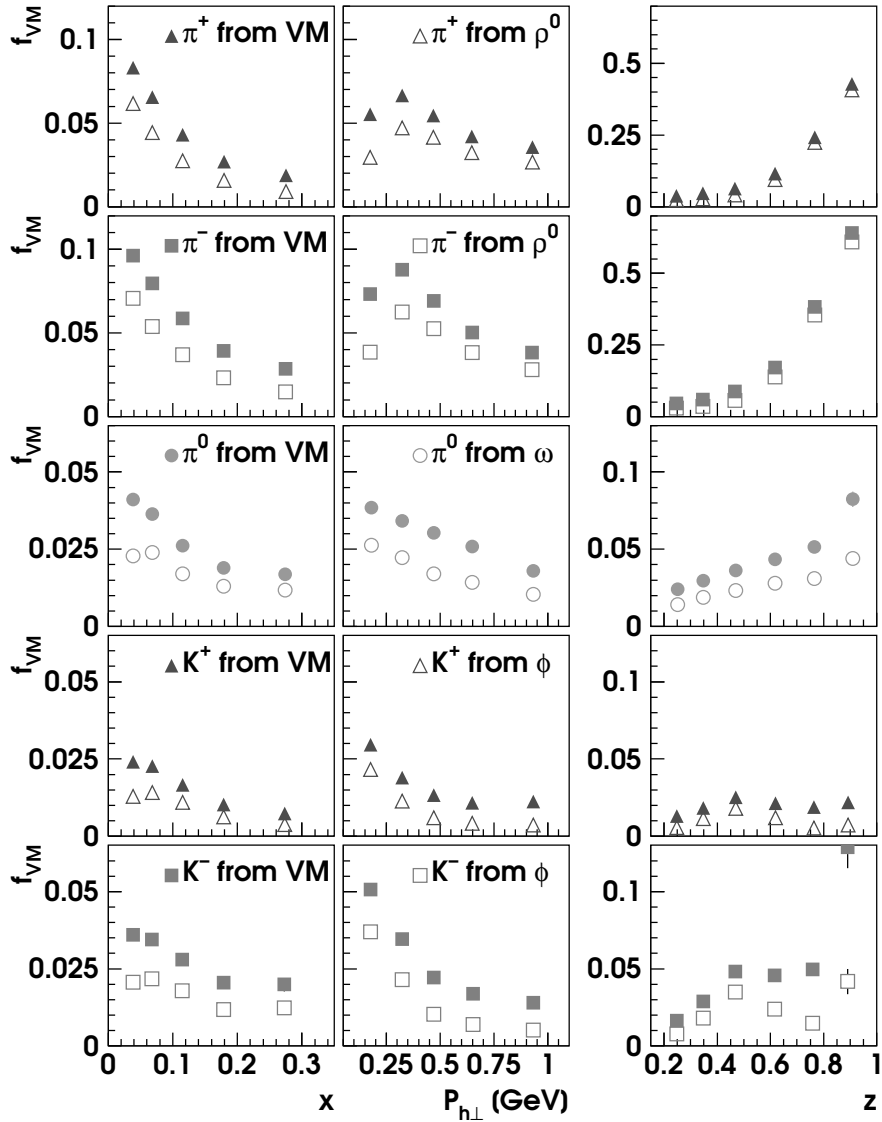 f_VM
0.1
0.05
0
▲ π⁺ from VM
△ π⁺ from ρ⁰
0.5
0.25
0
f_VM
0.1
0.05
0
■ π⁻ from VM
□ π⁻ from ρ⁰
0.5
0.25
0
f_VM
0.05
0.025
0
● π⁰ from VM
○ π⁰ from ω
0.1
0.05
0
f_VM
0.05
0.025
0
▲ K⁺ from VM
△ K⁺ from ϕ
0.1
0.05
0
f_VM
0.05
0.025
0
■ K⁻ from VM
□ K⁻ from ϕ
0.1
0.05
0
0 0.1 0.2 0.3
0.25 0.5 0.75 1
0.2 0.4 0.6 0.8 1
x
P_h⊥ (GeV)
z